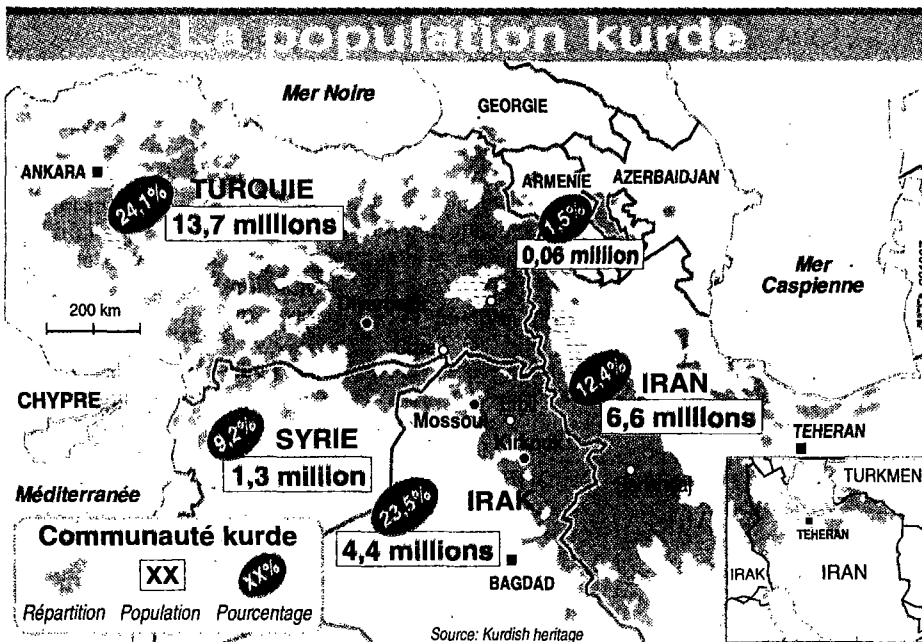 La population kurde
Mer Noire
GEORGIE
ANKARA
TURQUIE
24,1%
13,7 millions
ARMENIE
AZERBAIDJAN
1,5%
0,06 million
Mer
Caspienne
200 km
CHYPRE
12,4%
IRAN
6,6 millions
Mossoul
Kirkouk
TEHERAN
9,2%
SYRIE
1,3 million
Méditerranée
23,5%
IRAK
4,4 millions
BAGDAD
TURKMEN
TEHERAN
IRAK
IRAN
Communauté kurde
XX
XX%
Répartition
Population
Pourcentage
Source: Kurdish heritage